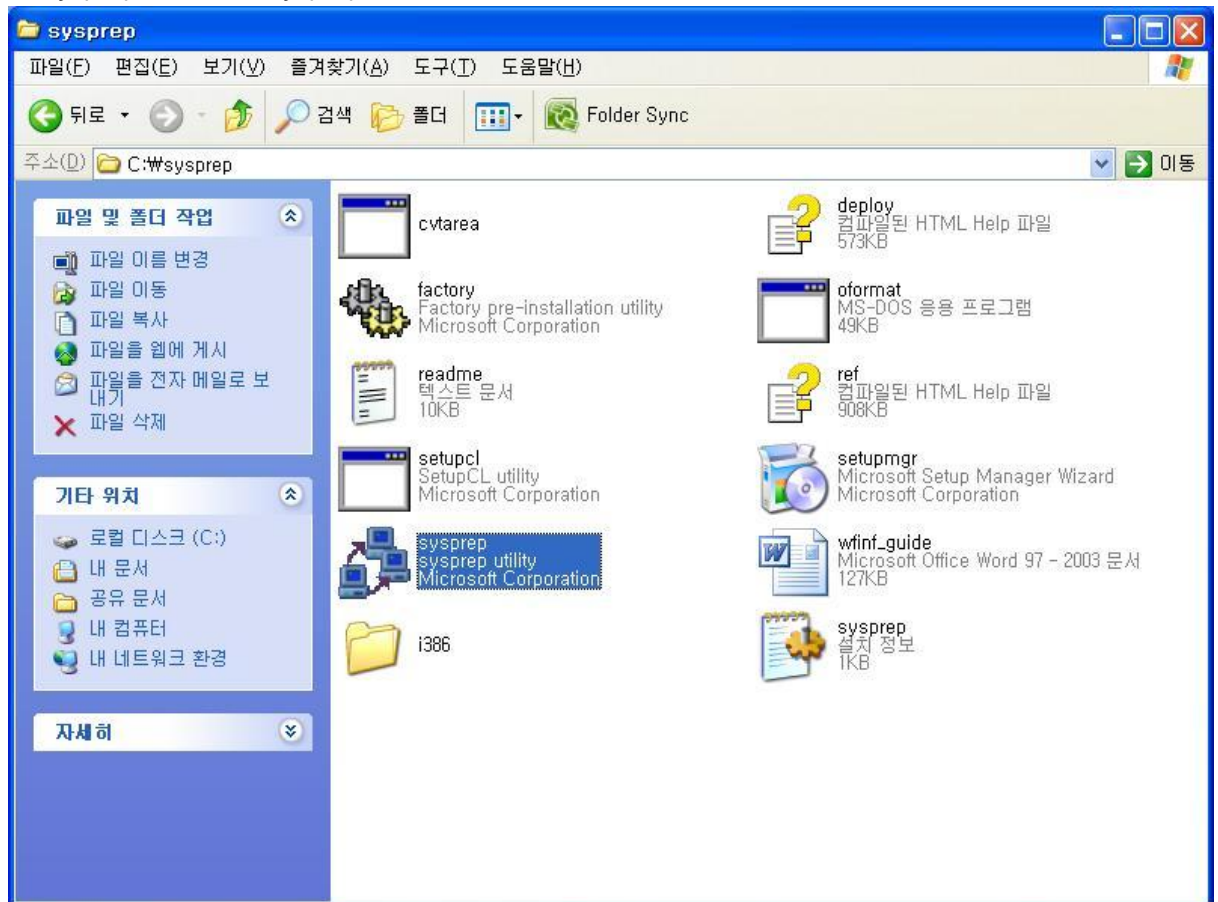 sysprep
파일(F) 편집(E) 보기(V) 즐겨찾기(A) 도구(T) 도움말(H)
뒤로 검색 폴더 Folder Sync
주소(D) C:₩sysprep 이동
파일 및 폴더 작업
파일 이름 변경
파일 이동
파일 복사
파일을 웹에 게시
파일을 전자 메일로 보
내기
파일 삭제
기타 위치
로컬 디스크 (C:)
내 문서
공유 문서
내 컴퓨터
내 네트워크 환경
자세히
cvtarea
deploy
컴파일된 HTML Help 파일
573KB
factory
Factory pre-installation utility
Microsoft Corporation
oformat
MS-DOS 응용 프로그램
49KB
readme
텍스트 문서
10KB
ref
컴파일된 HTML Help 파일
908KB
setupcl
SetupCL utility
Microsoft Corporation
setupmgr
Microsoft Setup Manager Wizard
Microsoft Corporation
sysprep
sysprep utility
Microsoft Corporation
wfinf_guide
Microsoft Office Word 97 - 2003 문서
127KB
i386
sysprep
설치 정보
1KB